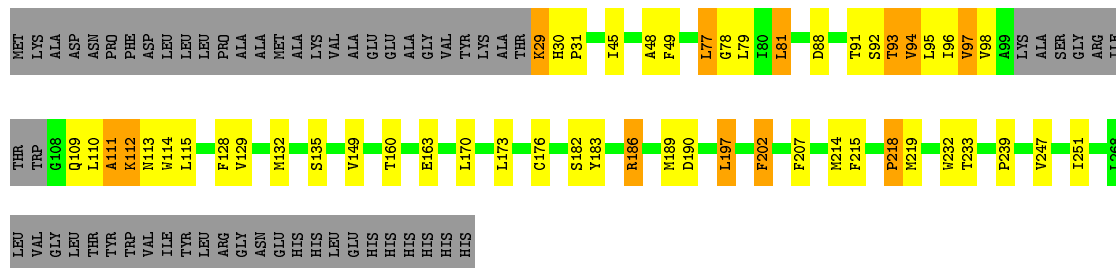 MET LYS ALA ASP ASN PRO PHE ASP LEU LEU LEU PRO ALA ALA MET ALA LYS VAL ALA GLU GLU ALA GLY VAL TYR LYS ALA THR K29 H30 P31 I45 A48 F49 L77 G78 L79 I80 L81 D88 T91 S92 T93 V94 L95 I96 V97 V98 A99 LYS ALA SER GLY ARG ILE
THR TRP G108 Q109 L110 A111 K112 N113 W114 L115 F128 V129 M132 S135 V149 T160 E163 L170 L173 C176 S182 Y183 R186 M189 D190 L197 F202 F207 M214 F215 P218 M219 W232 T233 P239 V247 I251 I268
LEU VAL GLY LEU THR TYR TRP VAL ILE TYR LEU ARG GLY ASN GLU HIS HIS LEU GLU HIS HIS HIS HIS HIS HIS